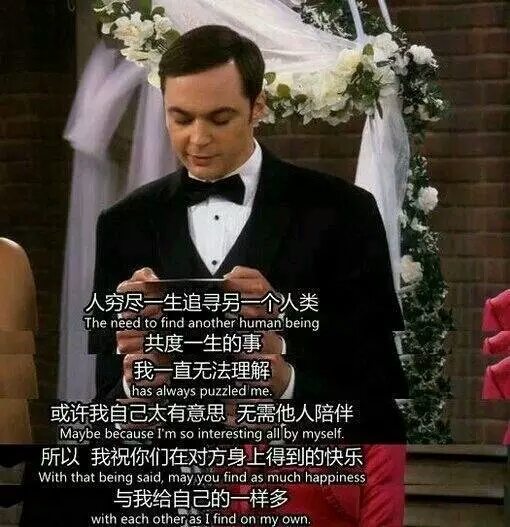 人穷尽一生追寻另一个人类
The need to find another human being
共度一生的事
我一直无法理解
has always puzzled me.
或许我自己太有意思 无需他人陪伴
Maybe because I'm so interesting all by myself.
所以 我祝你们在对方身上得到的快乐
With that being said, may you find as much happiness
与我给自己的一样多
with each other as I find on my own.